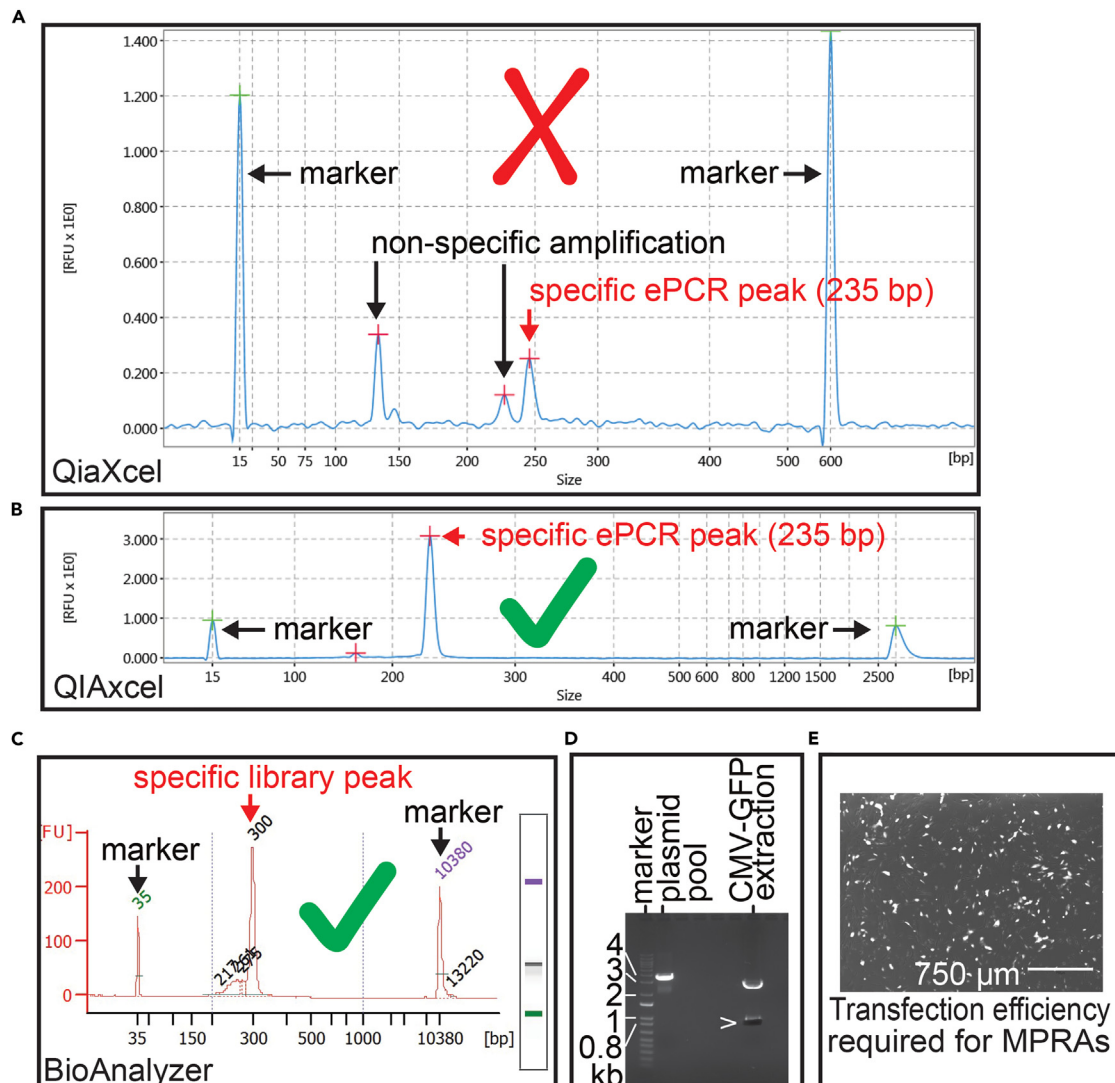 A
1.400
1.200
1.000
0.800
0.600
0.400
0.200
0.000
[RFU x 1E0]
marker
marker
non-specific amplification
specific ePCR peak (235 bp)
15 50 75 100 150 200 250 300 400 500 600 [bp]
Size
QiaXcel
B
3.000
2.000
1.000
0.000
[RFU x 1E0]
specific ePCR peak (235 bp)
marker
marker
15 100 200 300 400 500 600 800 1200 1500 2500 [bp]
Size
QIAxcel
C
specific library peak
[FU]
200
100
0
marker
35
300
marker
10380
217
261
275
13220
35 150 300 500 1000 10380 [bp]
BioAnalyzer
D
marker
plasmid
pool
CMV-GFP
extraction
4
3
2
1
0.8
kb
>
E
750 µm
Transfection efficiency
required for MPRAs